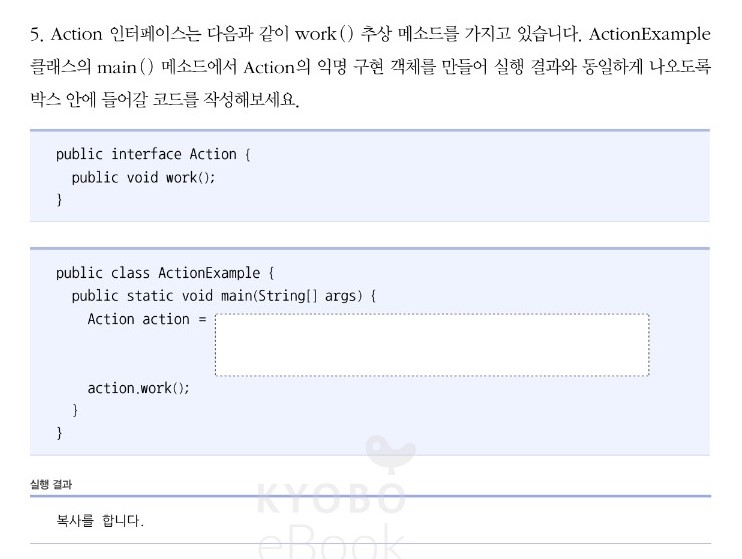 5. Action 인터페이스는 다음과 같이 work() 추상 메소드를 가지고 있습니다. ActionExample
클래스의 main() 메소드에서 Action의 익명 구현 객체를 만들어 실행 결과와 동일하게 나오도록
박스 안에 들어갈 코드를 작성해보세요.
public interface Action {
public void work();
}
public class ActionExample {
public static void main(String[] args) {
Action action =
action.work();
}
}
실행 결과
KYOBO
eBook
복사를 합니다.